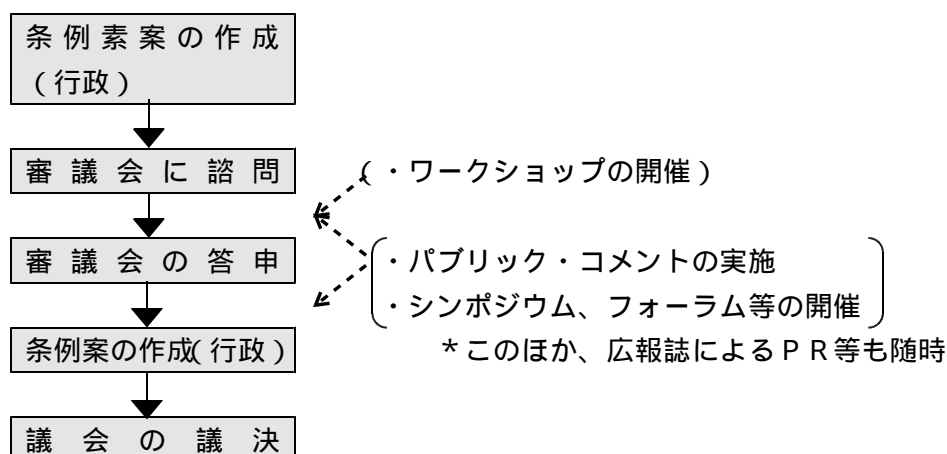 条例素案の作成
(行政)
審議会に諮問
(・ワークショップの開催)
審議会の答申
・パブリック・コメントの実施
・シンポジウム、フォーラム等の開催
条例案の作成(行政)
*このほか、広報誌によるPR等も随時
議会の議決